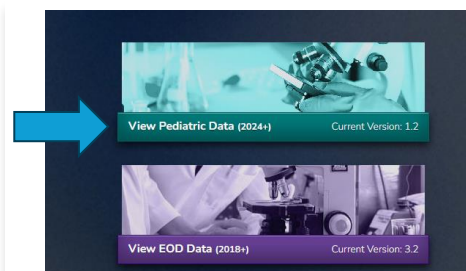 View Pediatric Data (2024+) Current Version: 1.2
View EOD Data (2018+) Current Version: 3.2